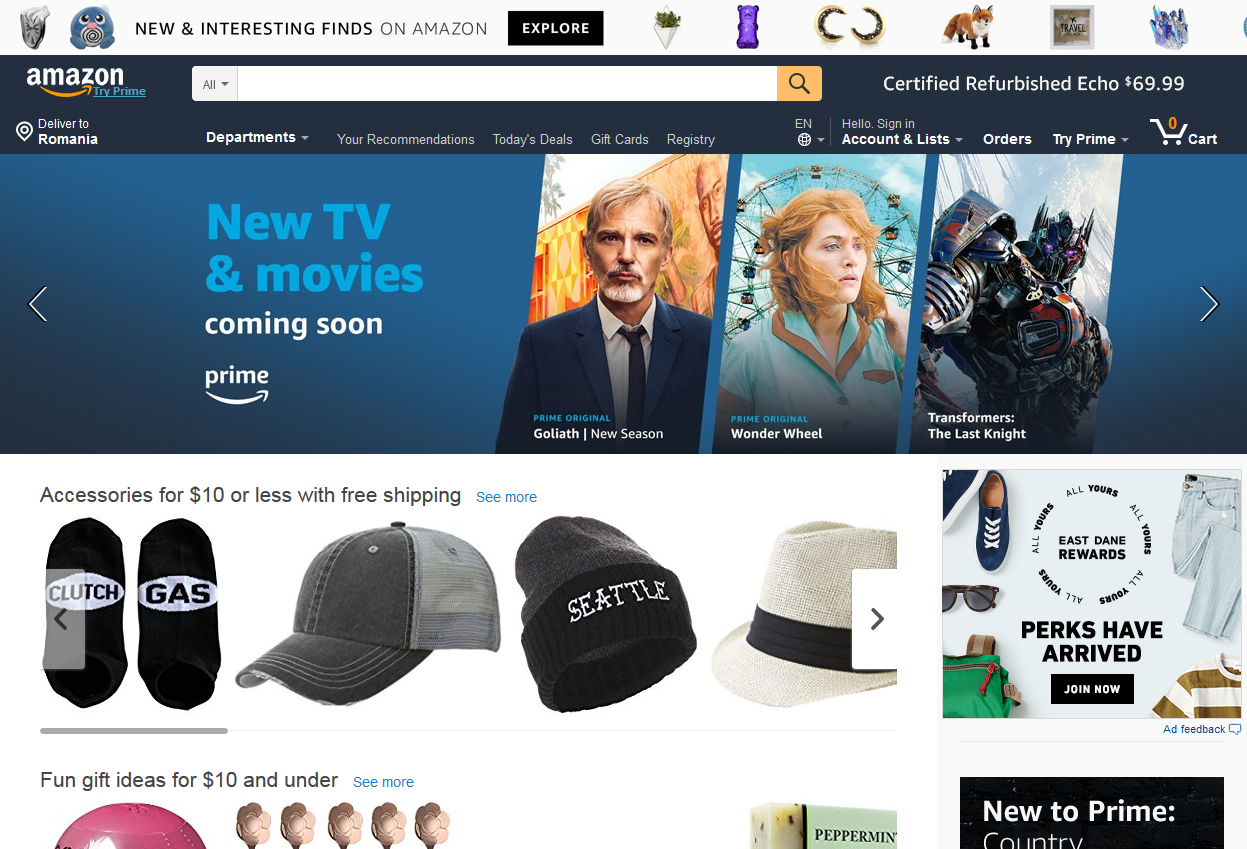 NEW & INTERESTING FINDS ON AMAZON
EXPLORE
TRAVEL
amazon
Try Prime
All
Certified Refurbished Echo $69.99
Deliver to
Romania
Departments
Your Recommendations
Today's Deals
Gift Cards
Registry
EN
Hello. Sign in
Account & Lists
Orders
Try Prime
0
Cart
New TV
& movies
coming soon
prime
PRIME ORIGINAL
Goliath | New Season
PRIME ORIGINAL
Wonder Wheel
Transformers:
The Last Knight
Accessories for $10 or less with free shipping
See more
CLUTCH
GAS
SEATTLE
ALL YOURS
ALL YOURS
ALL YOURS
ALL YOURS
ALL YOURS
EAST DANE
REWARDS
PERKS HAVE
ARRIVED
JOIN NOW
Ad feedback
Fun gift ideas for $10 and under
See more
PEPPERMIN
New to Prime:
Country